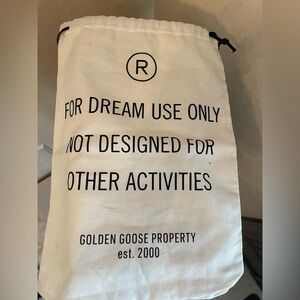 ®
FOR DREAM USE ONLY
NOT DESIGNED FOR
OTHER ACTIVITIES
GOLDEN GOOSE PROPERTY
est. 2000